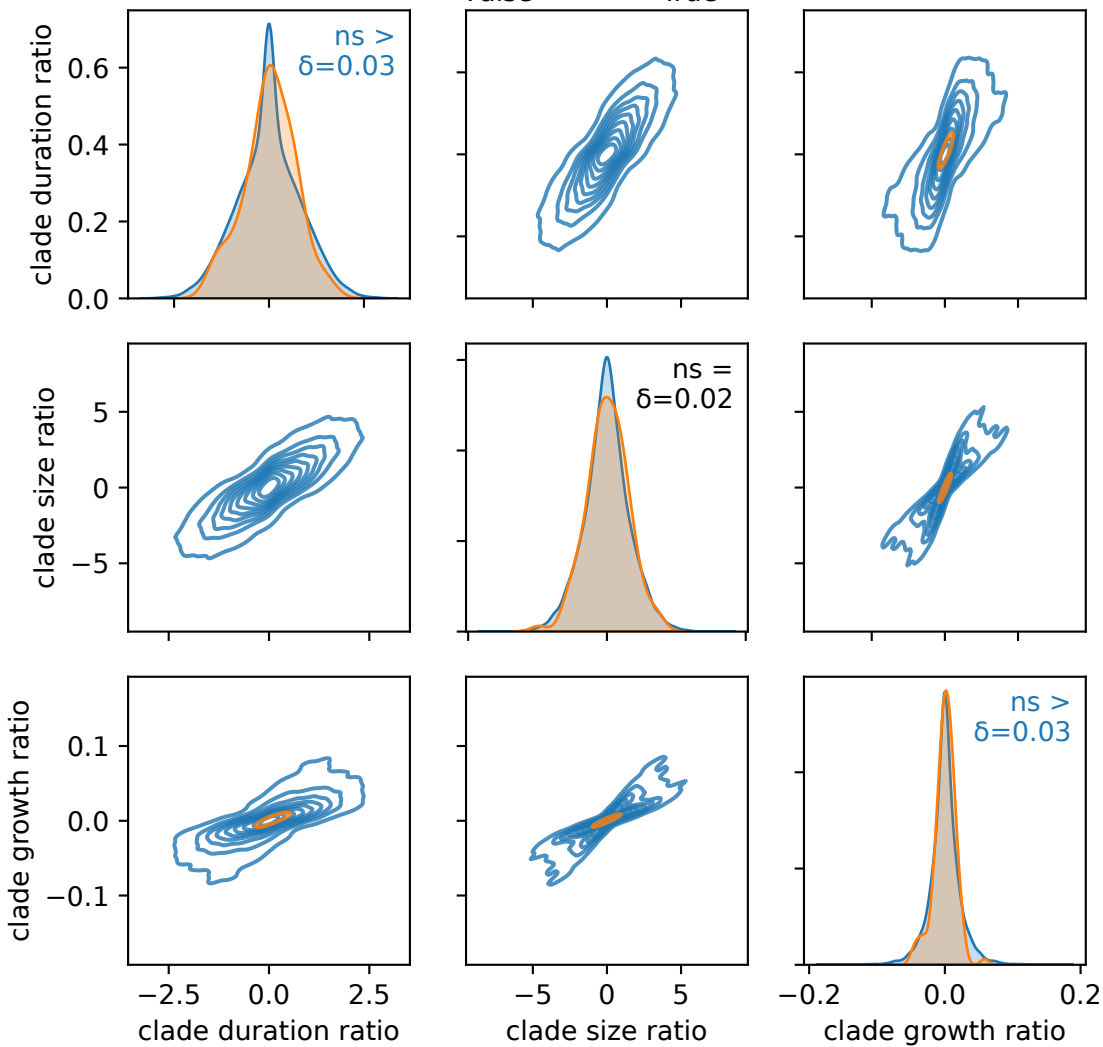 clade duration ratio
0.6
0.4
0.2
0.0
ns >
δ=0.03
clade size ratio
5
0
−5
ns =
δ=0.02
clade growth ratio
0.1
0.0
−0.1
ns >
δ=0.03
−2.5 0.0 2.5
clade duration ratio
−5 0 5
clade size ratio
−0.2 0.0 0.2
clade growth ratio